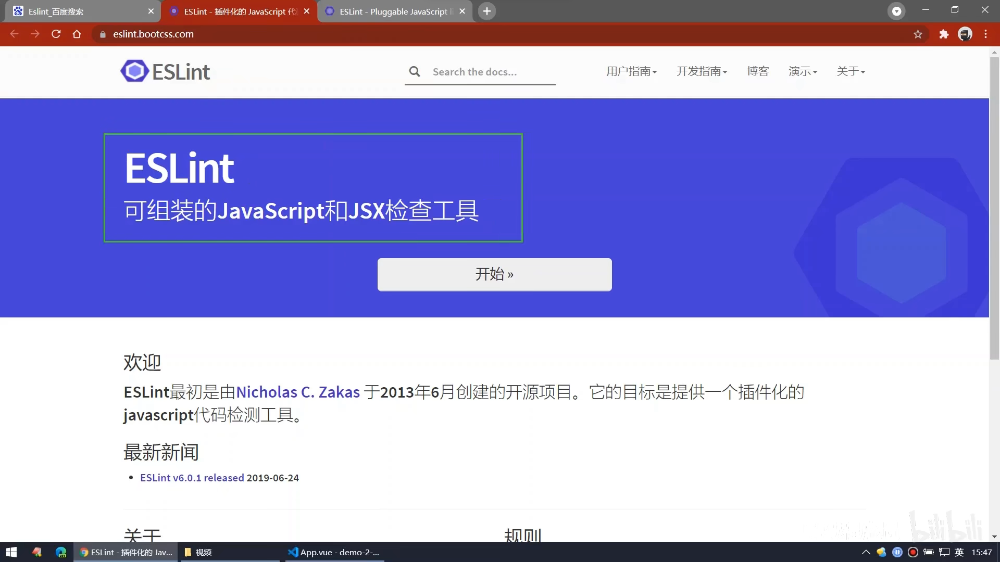 Eslint_百度搜索
ESLint - 插件化的 JavaScript 代
ESLint - Pluggable JavaScript li
eslint.bootcss.com
ESLint
Search the docs...
用户指南
开发指南
博客
演示
关于
ESLint
可组装的JavaScript和JSX检查工具
开始 »
欢迎
ESLint最初是由Nicholas C. Zakas 于2013年6月创建的开源项目。它的目标是提供一个插件化的
javascript代码检测工具。
最新新闻
ESLint v6.0.1 released 2019-06-24
关于
规则
bilibili
ESLint - 插件化的 Jav...
视频
App.vue - demo-2-...
英
15:47